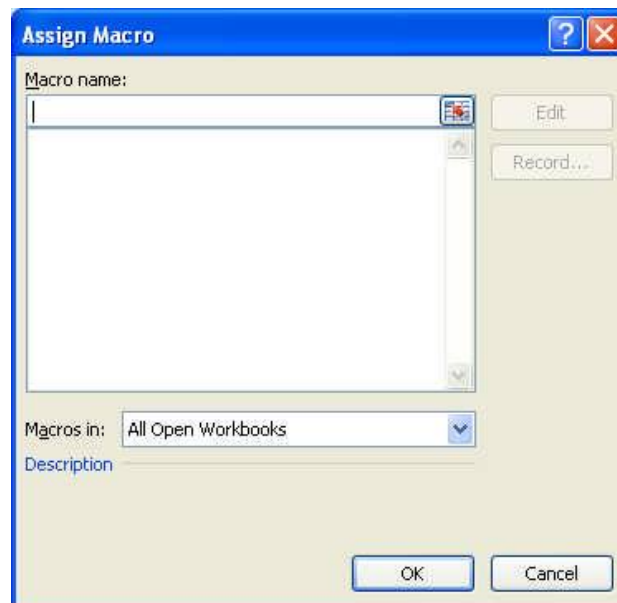 Assign Macro
Macro name:
Edit
Record...
Macros in: All Open Workbooks
Description
OK Cancel